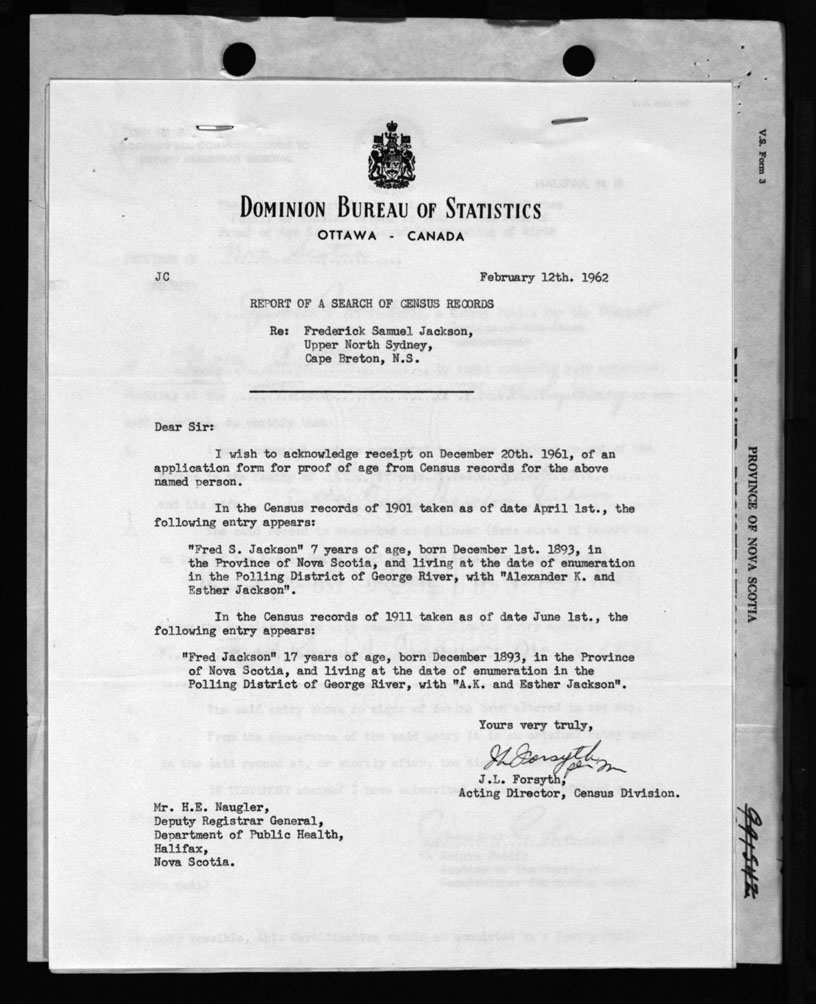 V.S. Form 3
DOMINION BUREAU OF STATISTICS
OTTAWA - CANADA
JC
February 12th. 1962
REPORT OF A SEARCH OF CENSUS RECORDS
Re: Frederick Samuel Jackson,
Upper North Sydney,
Cape Breton, N.S.
Dear Sir:
I wish to acknowledge receipt on December 20th. 1961, of an
application form for proof of age from Census records for the above
named person.
In the Census records of 1901 taken as of date April 1st., the
following entry appears:
"Fred S. Jackson" 7 years of age, born December 1st. 1893, in
the Province of Nova Scotia, and living at the date of enumeration
in the Polling District of George River, with "Alexander K. and
Esther Jackson".
In the Census records of 1911 taken as of date June 1st., the
following entry appears:
"Fred Jackson" 17 years of age, born December 1893, in the Province
of Nova Scotia, and living at the date of enumeration in the
Polling District of George River, with "A.K. and Esther Jackson".
Yours very truly,
J.L. Forsyth,
Acting Director, Census Division.
Mr. H.E. Naugler,
Deputy Registrar General,
Department of Public Health,
Halifax,
Nova Scotia.
PROVINCE OF NOVA SCOTIA